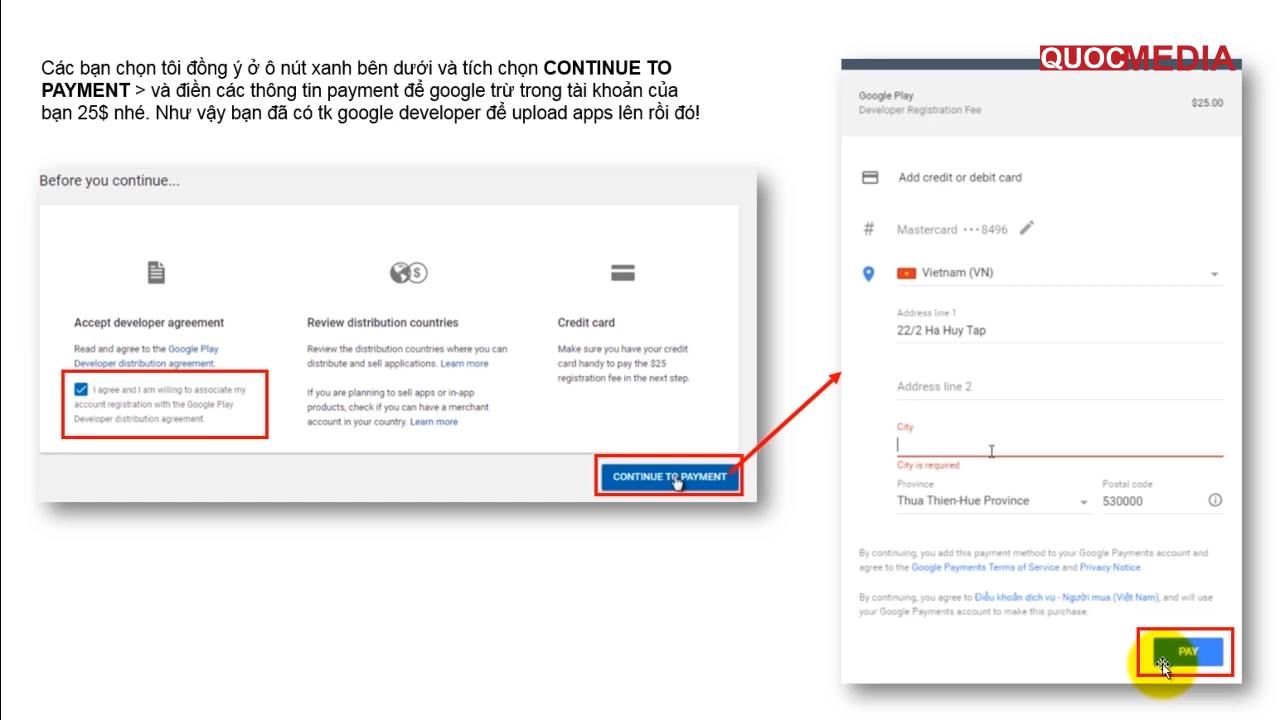 QUOCMEDIA
Các bạn chọn tôi đồng ý ở ô nút xanh bên dưới và tích chọn CONTINUE TO
PAYMENT > và điền các thông tin payment để google trừ trong tài khoản của
bạn 25$ nhé. Như vậy bạn đã có tk google developer để upload apps lên rồi đó!
Before you continue...
Accept developer agreement
Read and agree to the Google Play
Developer distribution agreement.
I agree and I am willing to associate my
account registration with the Google Play
Developer distribution agreement.
Review distribution countries
Review the distribution countries where you can
distribute and sell applications. Learn more
If you are planning to sell apps or in-app
products, check if you can have a merchant
account in your country. Learn more
Credit card
Make sure you have your credit
card handy to pay the $25
registration fee in the next step.
CONTINUE TO PAYMENT
Google Play
Developer Registration Fee
$25.00
Add credit or debit card
# Mastercard ••• 8496
Vietnam (VN)
Address line 1
22/2 Ha Huy Tap
Address line 2
City
City is required
Province
Thua Thien-Hue Province
Postal code
530000
By continuing, you add this payment method to your Google Payments account and
agree to the Google Payments Terms of Service and Privacy Notice.
By continuing, you agree to Điều khoản dịch vụ - Người mua (Việt Nam), and will use
your Google Payments account to make this purchase.
PAY